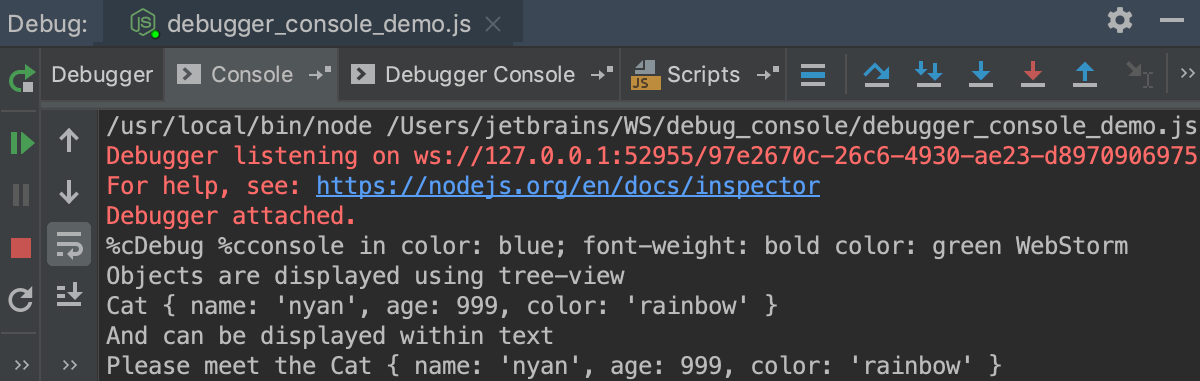 Debug: JS debugger_console_demo.js
Debugger Console Debugger Console JS Scripts
/usr/local/bin/node /Users/jetbrains/WS/debug_console/debugger_console_demo.js
Debugger listening on ws://127.0.0.1:52955/97e2670c-26c6-4930-ae23-d8970906975
For help, see: https://nodejs.org/en/docs/inspector
Debugger attached.
%cDebug %cconsole in color: blue; font-weight: bold color: green WebStorm
Objects are displayed using tree-view
Cat { name: 'nyan', age: 999, color: 'rainbow' }
And can be displayed within text
Please meet the Cat { name: 'nyan', age: 999, color: 'rainbow' }